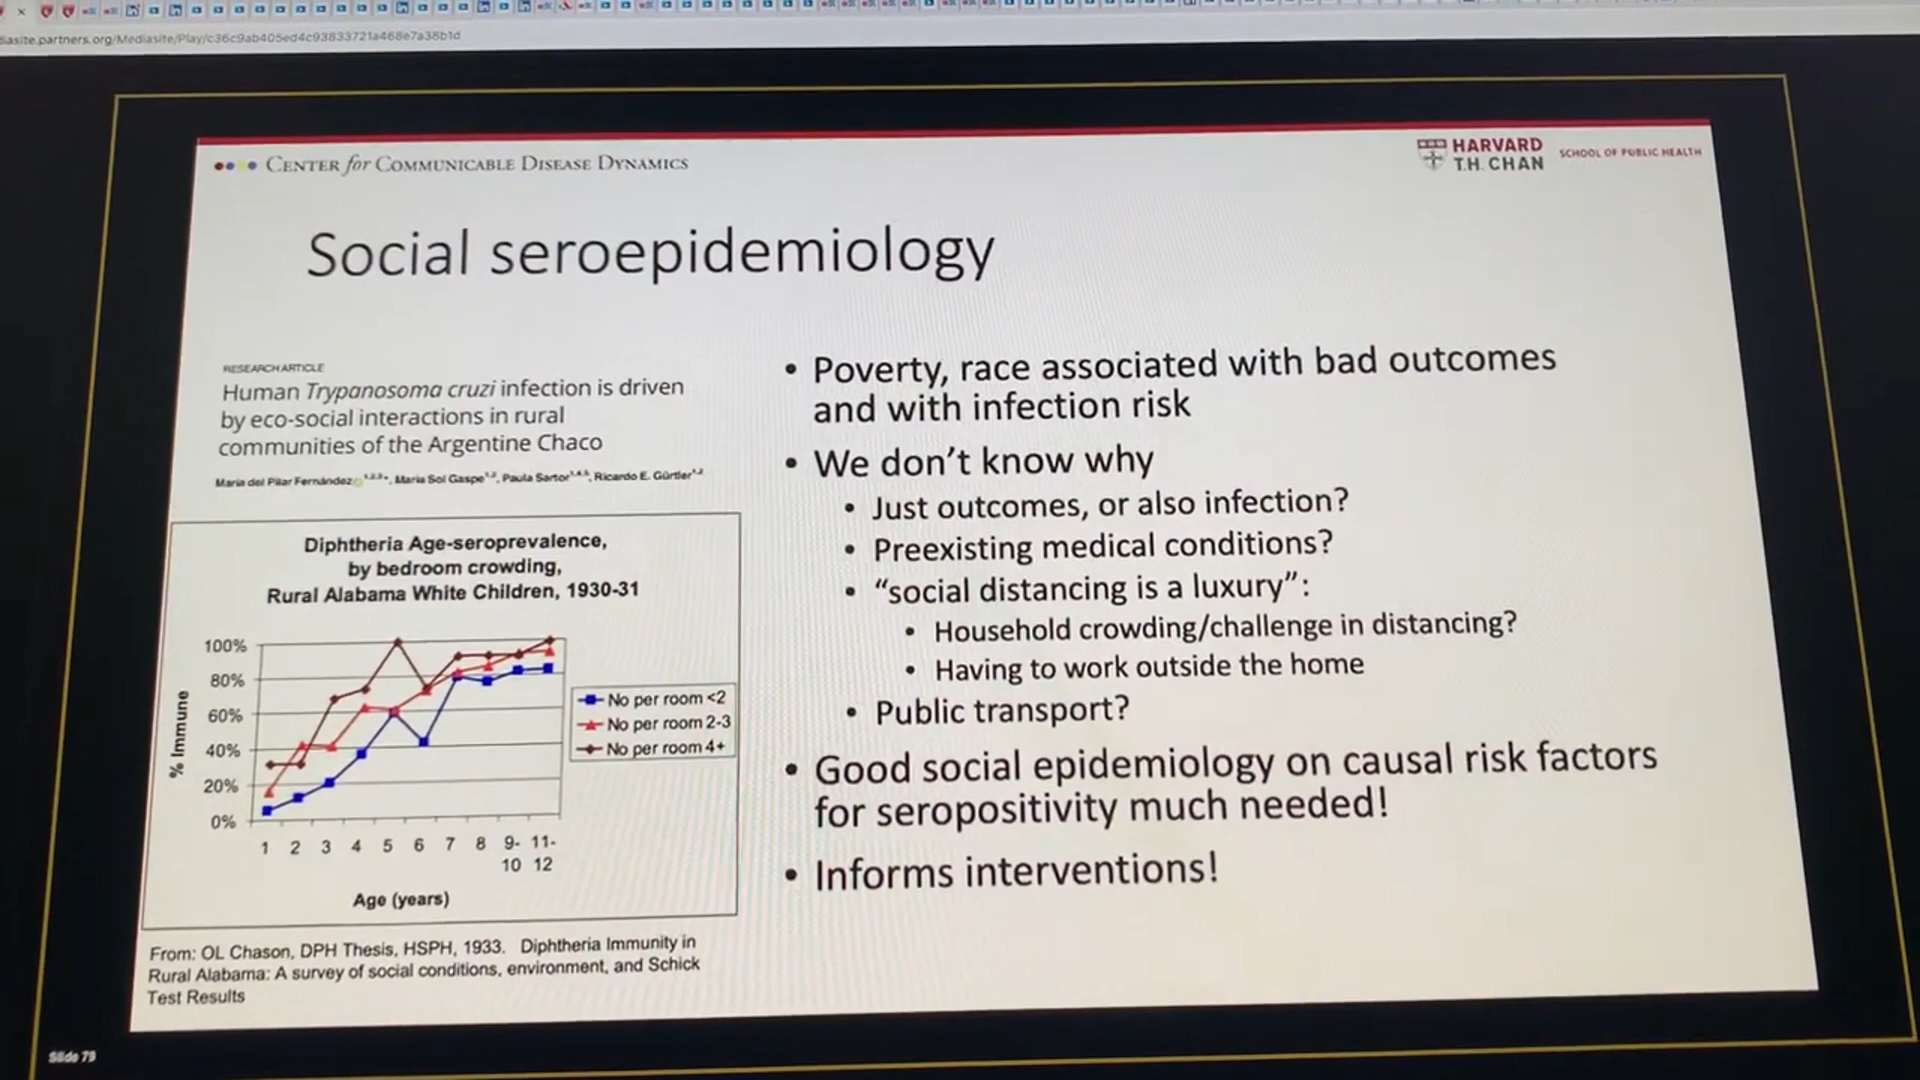 iasite.partners.org/Mediasite/Play/c36c9ab405ed4c93833721a468e7a38b1d
CENTER for COMMUNICABLE DISEASE DYNAMICS
HARVARD
T.H. CHAN
SCHOOL OF PUBLIC HEALTH
Social seroepidemiology
RESEARCH ARTICLE
Human Trypanosoma cruzi infection is driven
by eco-social interactions in rural
communities of the Argentine Chaco
María del Pilar Fernández, María Sol Gaspe, Paula Sartor, Ricardo E. Gürtler
Diphtheria Age-seroprevalence,
by bedroom crowding,
Rural Alabama White Children, 1930-31
100%
80%
60%
40%
20%
0%
% Immune
1 2 3 4 5 6 7 8 9- 11-
10 12
Age (years)
No per room <2
No per room 2-3
No per room 4+
From: OL Chason, DPH Thesis, HSPH, 1933. Diphtheria Immunity in
Rural Alabama: A survey of social conditions, environment, and Schick
Test Results
• Poverty, race associated with bad outcomes
and with infection risk
• We don’t know why
• Just outcomes, or also infection?
• Preexisting medical conditions?
• “social distancing is a luxury”:
• Household crowding/challenge in distancing?
• Having to work outside the home
• Public transport?
• Good social epidemiology on causal risk factors
for seropositivity much needed!
• Informs interventions!
Slide 79